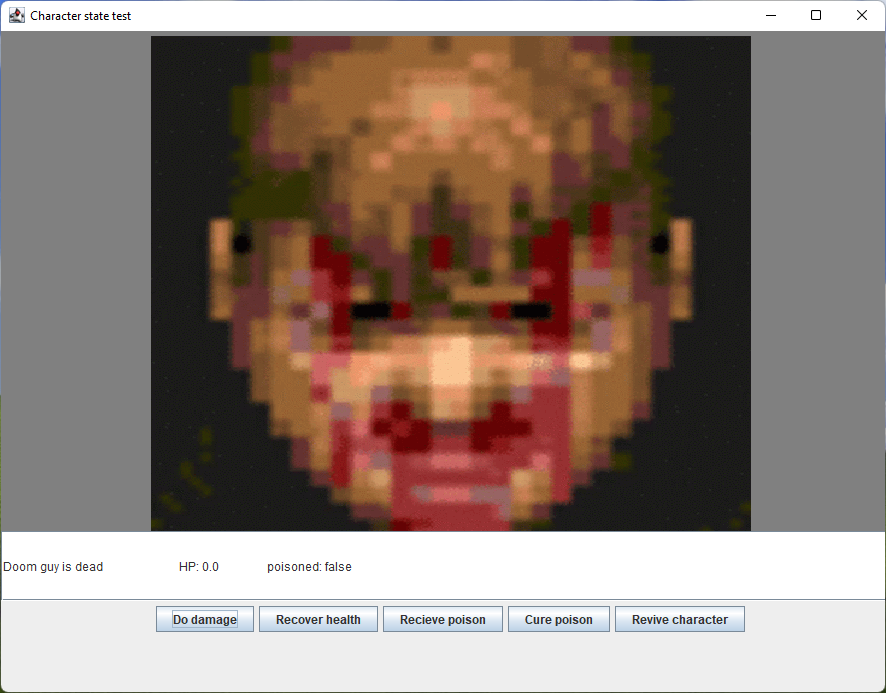 Character state test
Doom guy is dead HP: 0.0 poisoned: false
Do damage Recover health Recieve poison Cure poison Revive character